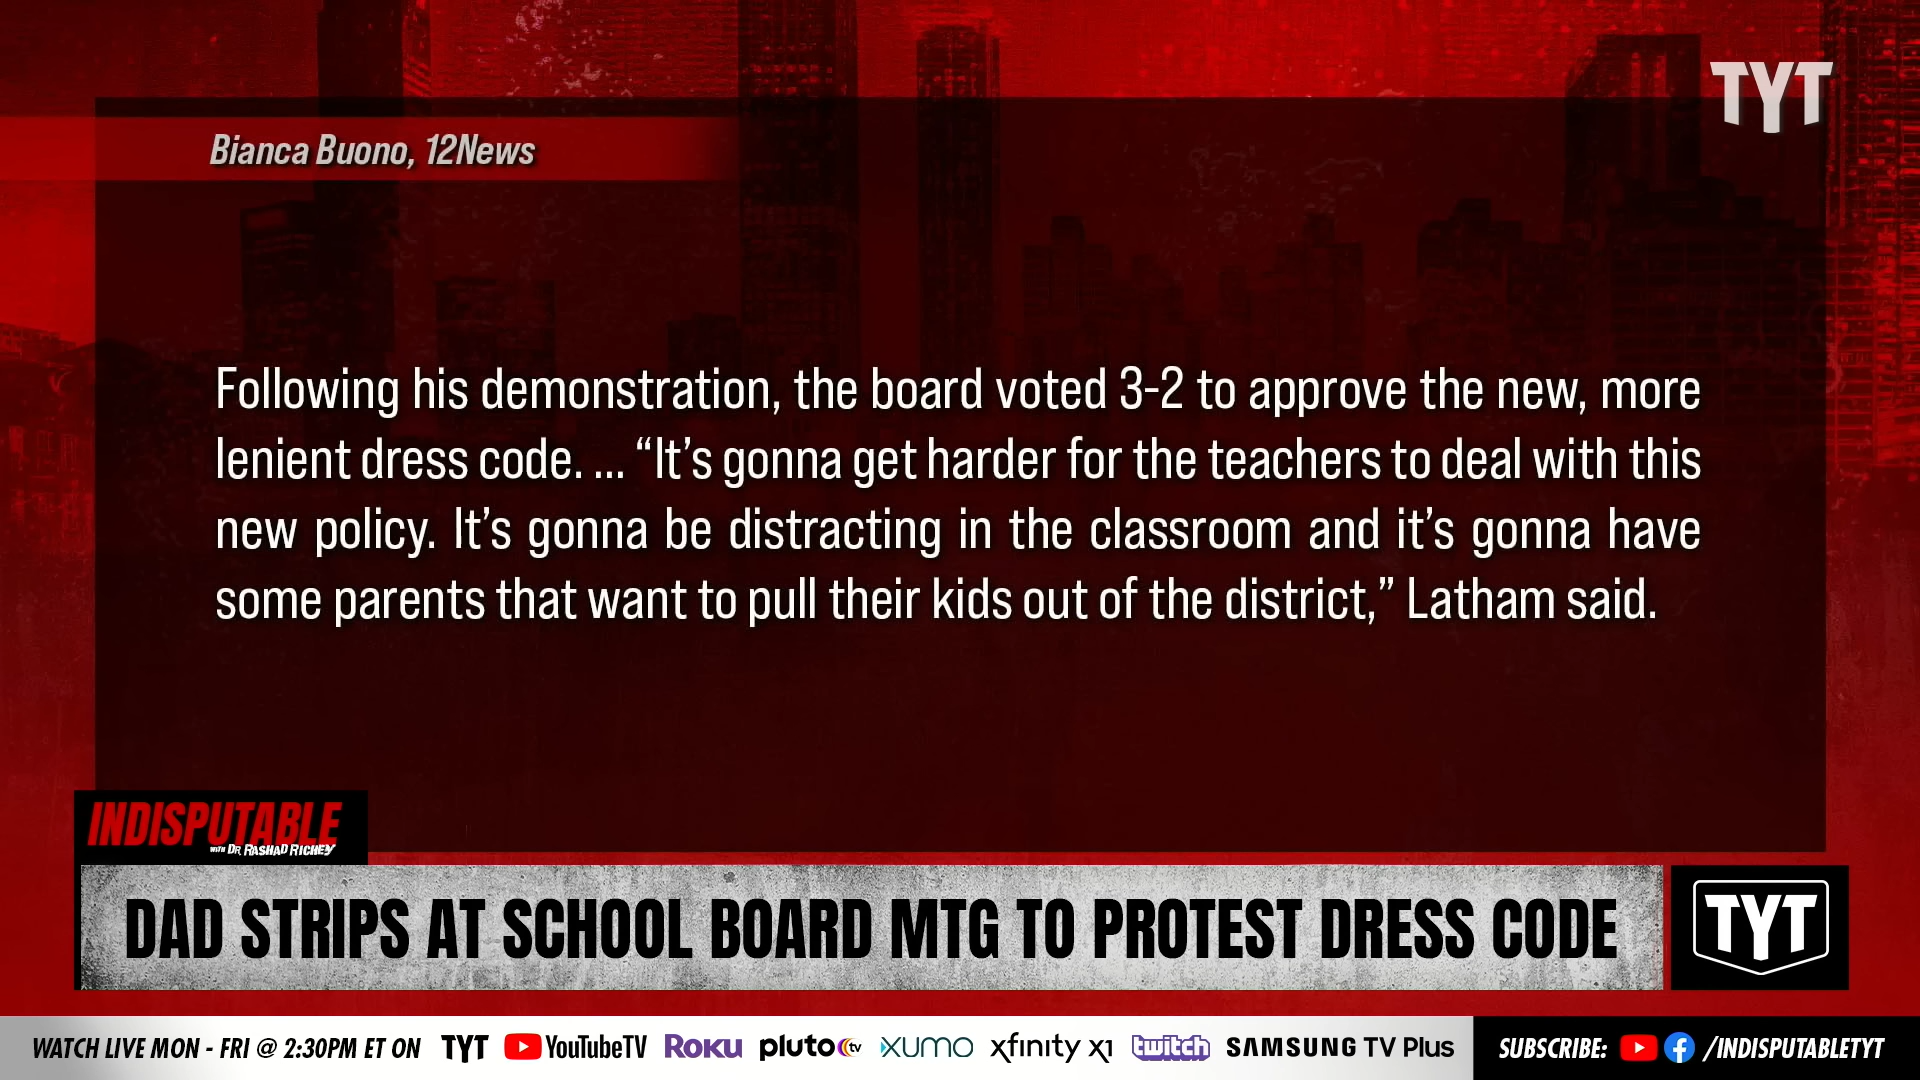 TYT
Bianca Buono, 12News
Following his demonstration, the board voted 3-2 to approve the new, more
lenient dress code. ... “It’s gonna get harder for the teachers to deal with this
new policy. It’s gonna be distracting in the classroom and it’s gonna have
some parents that want to pull their kids out of the district,” Latham said.
INDISPUTABLE
WITH DR RASHAD RICHEY
DAD STRIPS AT SCHOOL BOARD MTG TO PROTEST DRESS CODE
TYT
WATCH LIVE MON - FRI @ 2:30PM ET ON TYT YouTubeTV ROKU pluto tv XUMO xfinity x1 twitch SAMSUNG TV Plus SUBSCRIBE: /INDISPUTABLETYT